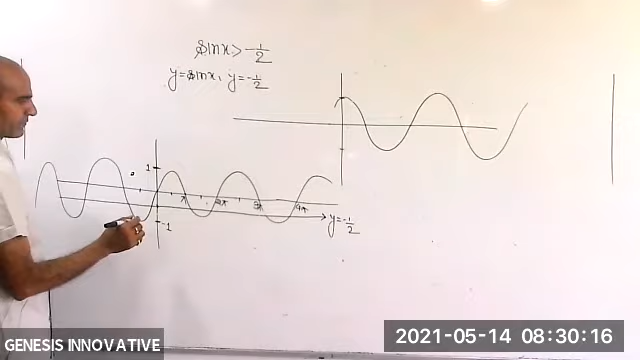 sinx > -1/2
y=sinx, y=-1/2
1
π 2π 3π 4π
y=-1/2
-1
GENESIS INNOVATIVE
2021-05-14 08:30:16